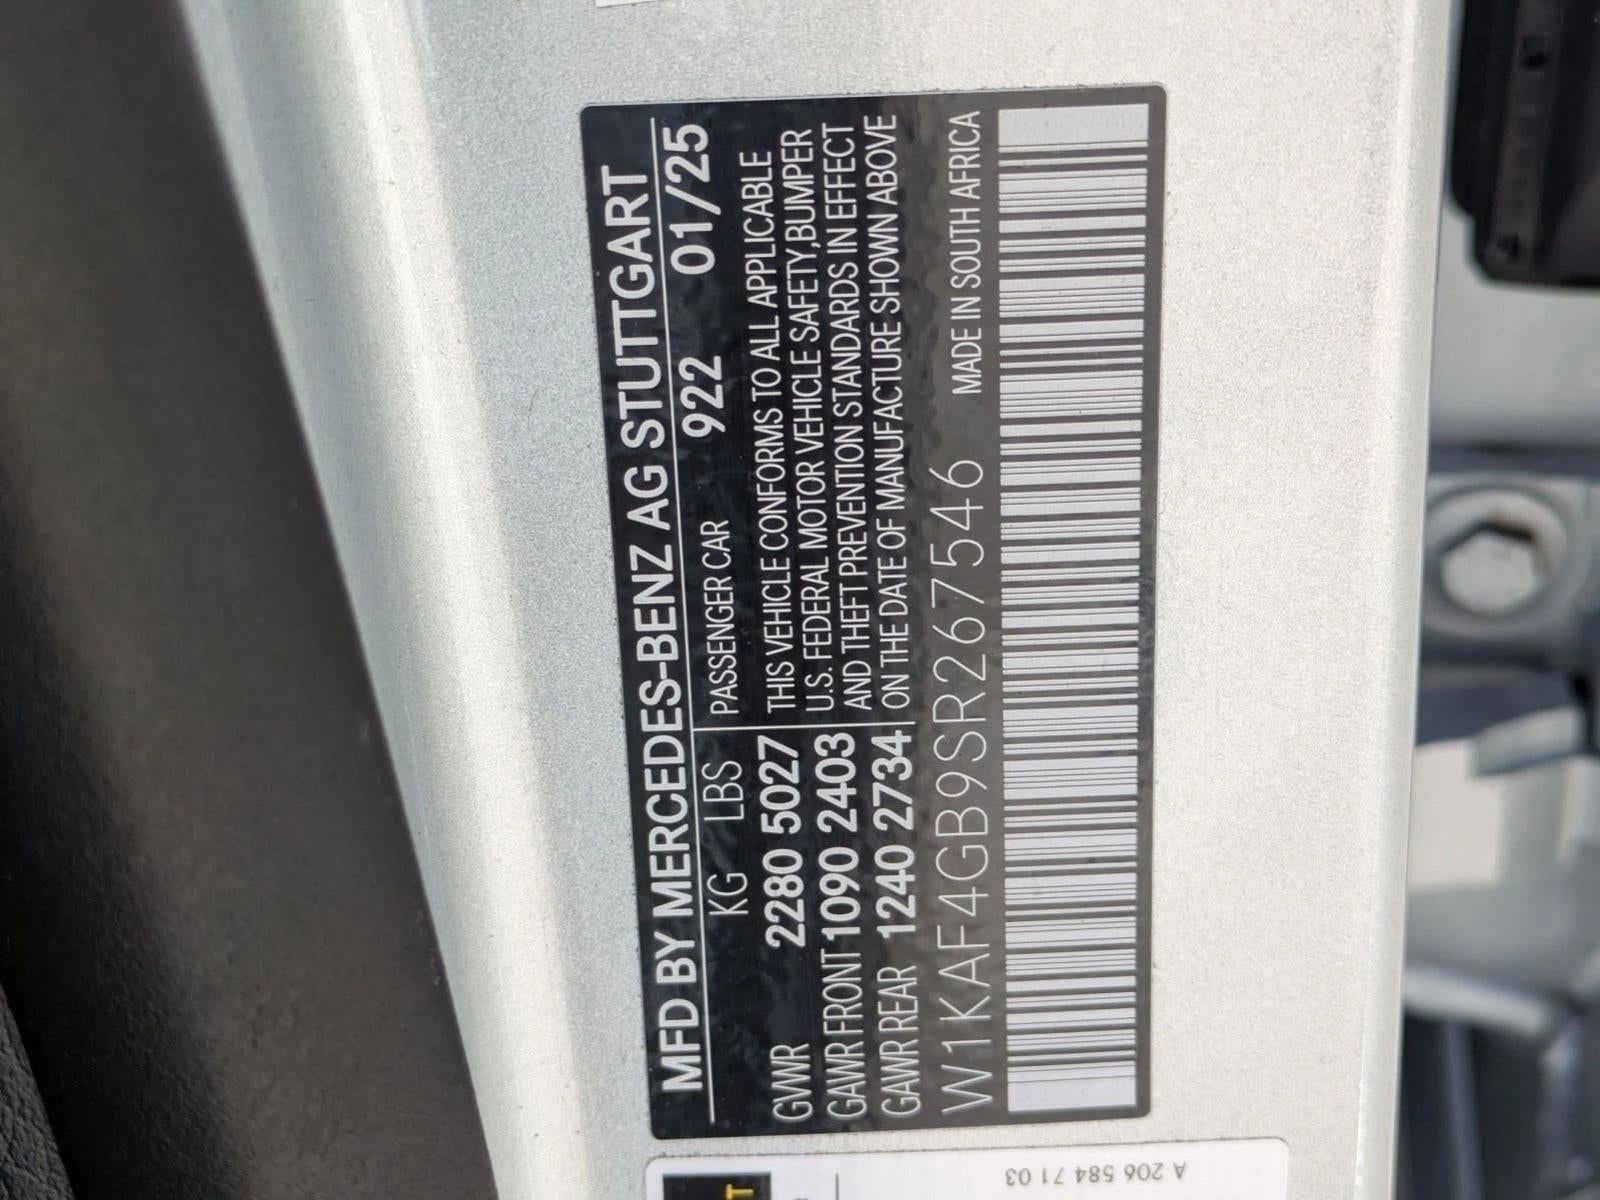 MFD BY MERCEDES-BENZ AG STUTTGART
KG LBS PASSENGER CAR 922 01/25
GVWR 2280 5027
GAWR FRONT 1090 2403
GAWR REAR 1240 2734
THIS VEHICLE CONFORMS TO ALL APPLICABLE
U.S. FEDERAL MOTOR VEHICLE SAFETY,BUMPER
AND THEFT PREVENTION STANDARDS IN EFFECT
ON THE DATE OF MANUFACTURE SHOWN ABOVE
W1KAF4GB9SR267546 MADE IN SOUTH AFRICA
A 206 584 71 03